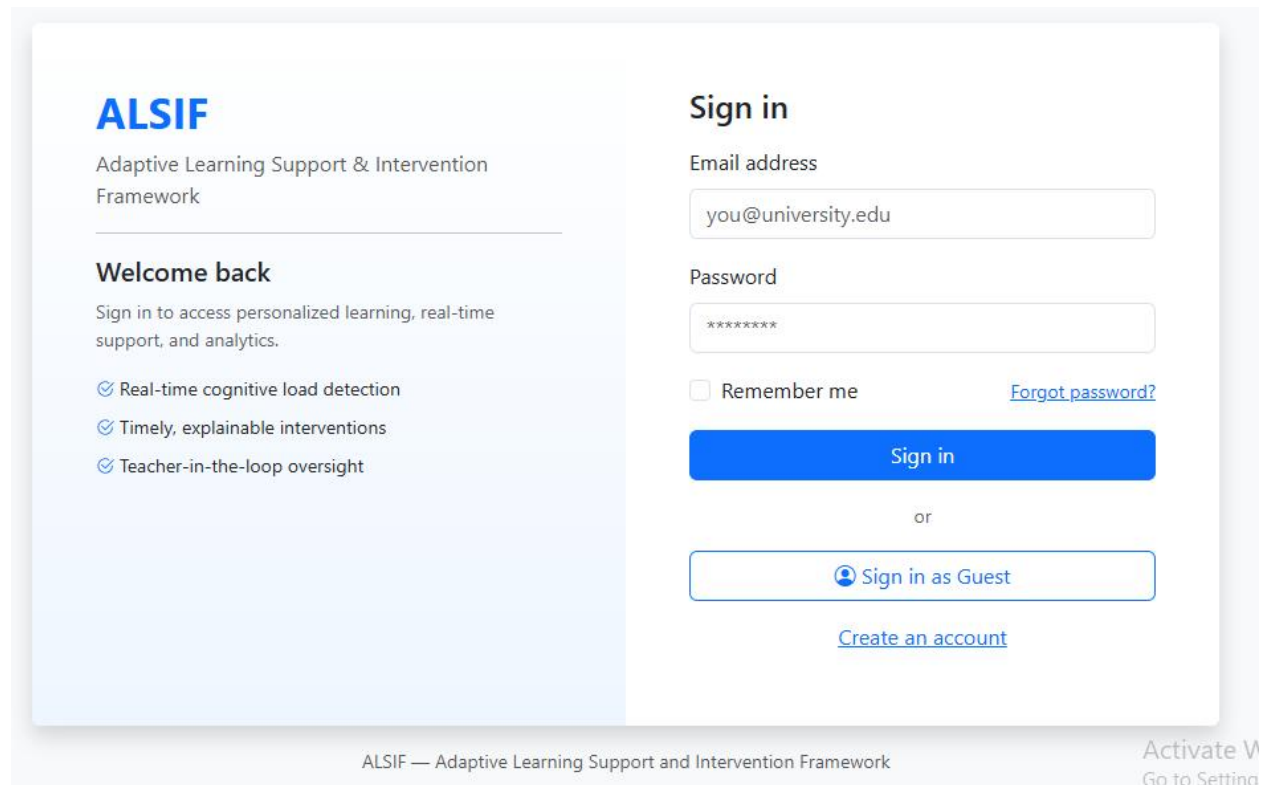 ALSIF
Adaptive Learning Support & Intervention
Framework
Welcome back
Sign in to access personalized learning, real-time
support, and analytics.
Real-time cognitive load detection
Timely, explainable interventions
Teacher-in-the-loop oversight
Sign in
Email address
you@university.edu
Password
********
Remember me
Forgot password?
Sign in
or
Sign in as Guest
Create an account
ALSIF — Adaptive Learning Support and Intervention Framework
Activate
Go to